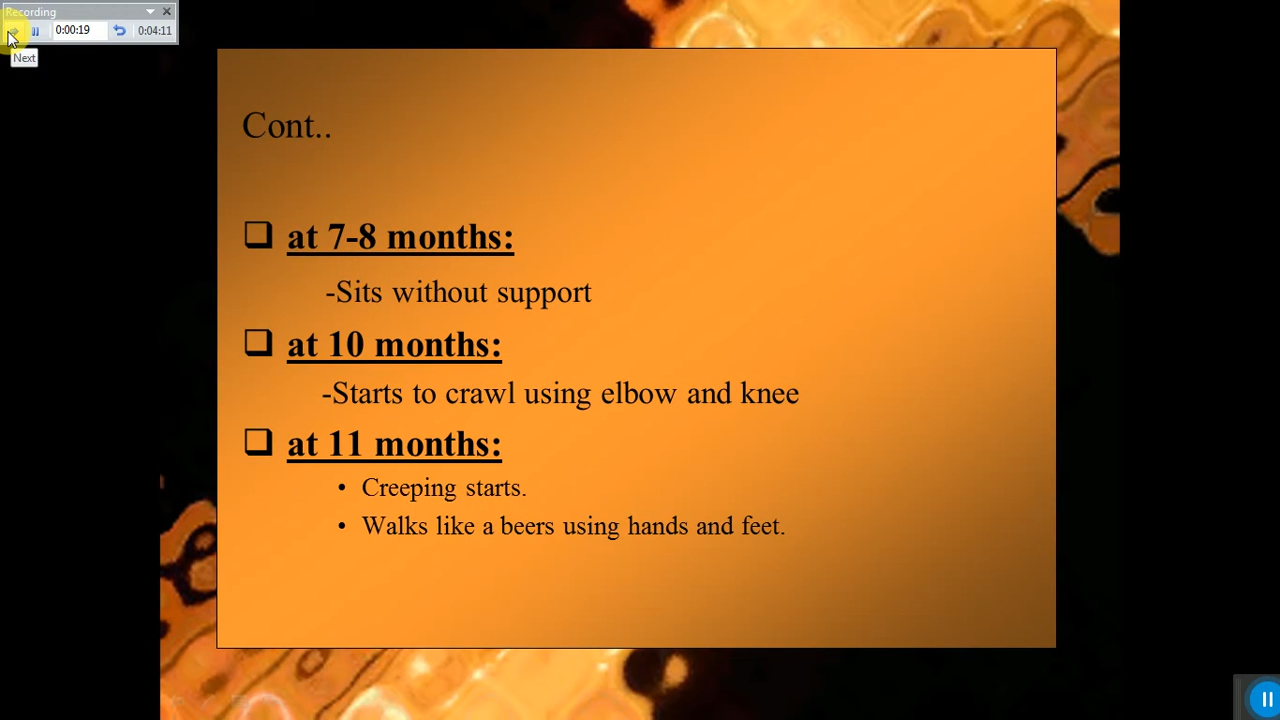 Recording
0:00:19 0:04:11
Next
Cont..
at 7-8 months:
-Sits without support
at 10 months:
-Starts to crawl using elbow and knee
at 11 months:
• Creeping starts.
• Walks like a beers using hands and feet.